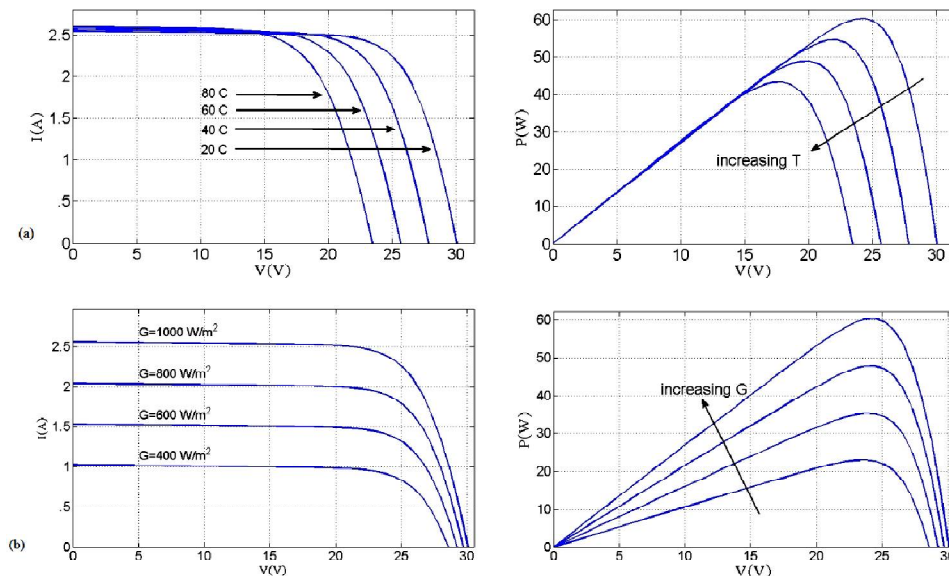 2.5
2
1.5
1
.5
0
I(A)
80 C
60 C
40 C
20 C
0 5 10 15 20 25 30
V(V)
(a)
60
50
40
30
20
10
0
P(W)
increasing T
0 5 10 15 20 25 30
V(V)
2.5
2
1.5
1
.5
0
I(A)
G=1000 W/m²
G=800 W/m²
G=600 W/m²
G=400 W/m²
0 5 10 15 20 25 30
V(V)
(b)
60
50
40
30
20
10
0
P(W)
increasing G
0 5 10 15 20 25 30
V(V)